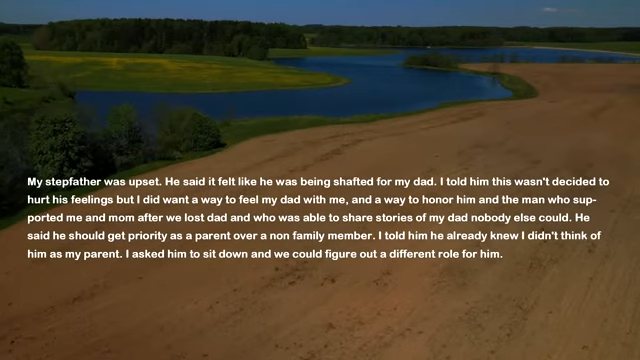 My stepfather was upset. He said it felt like he was being shafted for my dad. I told him this wasn't decided to
hurt his feelings but I did want a way to feel my dad with me, and a way to honor him and the man who sup-
ported me and mom after we lost dad and who was able to share stories of my dad nobody else could. He
said he should get priority as a parent over a non family member. I told him he already knew I didn't think of
him as my parent. I asked him to sit down and we could figure out a different role for him.